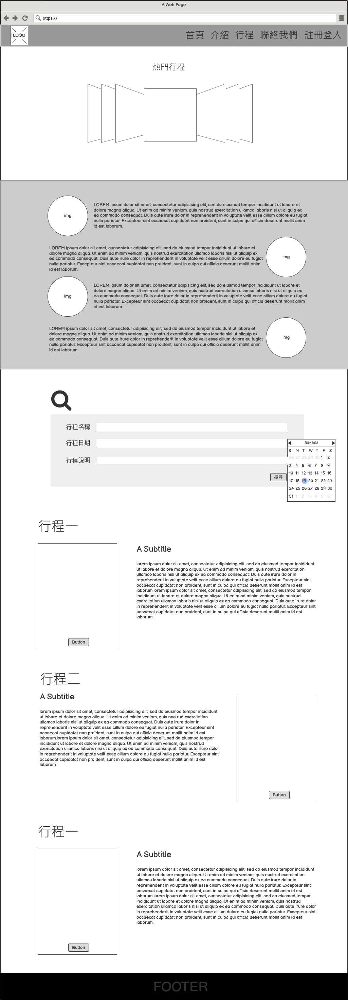 A Web Page
https://
LOGO
首頁 介紹 行程 聯絡我們 註冊登入
熱門行程
img
LOREM ipsum dolor sit amet, consectetur adipisicing elit, sed do eiusmod tempor incididunt ut labore et
dolore magna aliqua. Ut enim ad minim veniam, quis nostrud exercitation ullamco laboris nisi ut aliquip ex
ea commodo consequat. Duis aute irure dolor in reprehenderit in voluptate velit esse cillum dolore eu fugiat
nulla pariatur. Excepteur sint occaecat cupidatat non proident, sunt in culpa qui officia deserunt mollit anim
id est laborum.
LOREM ipsum dolor sit amet, consectetur adipisicing elit, sed do eiusmod tempor incididunt ut labore et
dolore magna aliqua. Ut enim ad minim veniam, quis nostrud exercitation ullamco laboris nisi ut aliquip ex
ea commodo consequat. Duis aute irure dolor in reprehenderit in voluptate velit esse cillum dolore eu fugiat
nulla pariatur. Excepteur sint occaecat cupidatat non proident, sunt in culpa qui officia deserunt mollit anim
id est laborum.
img
img
LOREM ipsum dolor sit amet, consectetur adipisicing elit, sed do eiusmod tempor incididunt ut labore et
dolore magna aliqua. Ut enim ad minim veniam, quis nostrud exercitation ullamco laboris nisi ut aliquip ex
ea commodo consequat. Duis aute irure dolor in reprehenderit in voluptate velit esse cillum dolore eu fugiat
nulla pariatur. Excepteur sint occaecat cupidatat non proident, sunt in culpa qui officia deserunt mollit anim
id est laborum.
LOREM ipsum dolor sit amet, consectetur adipisicing elit, sed do eiusmod tempor incididunt ut labore et
dolore magna aliqua. Ut enim ad minim veniam, quis nostrud exercitation ullamco laboris nisi ut aliquip ex
ea commodo consequat. Duis aute irure dolor in reprehenderit in voluptate velit esse cillum dolore eu fugiat
nulla pariatur. Excepteur sint occaecat cupidatat non proident, sunt in culpa qui officia deserunt mollit anim
id est laborum.
img
行程名稱
行程日期
行程說明
搜尋
JULY 2022
S M T W T F S
26 27 28 29 30 1 2
3 4 5 6 7 8 9
10 11 12 13 14 15 16
17 18 19 20 21 22 23
24 25 26 27 28 29 30
31 1 2 3 4 5 6
行程一
Button
A Subtitle
lorem ipsum dolor sit amet, consectetur adipisicing elit, sed do eiusmod tempor incididunt
ut labore et dolore magna aliqua. Ut enim ad minim veniam, quis nostrud exercitation
ullamco laboris nisi ut aliquip ex ea commodo consequat. Duis aute irure dolor in
reprehenderit in voluptate velit esse cillum dolore eu fugiat nulla pariatur. Excepteur sint
occaecat cupidatat non proident, sunt in culpa qui officia deserunt mollit anim id est
laborum.lorem ipsum dolor sit amet, consectetur adipisicing elit, sed do eiusmod tempor
incididunt ut labore et dolore magna aliqua. Ut enim ad minim veniam, quis nostrud
exercitation ullamco laboris nisi ut aliquip ex ea commodo consequat. Duis aute irure dolor
in reprehenderit in voluptate velit esse cillum dolore eu fugiat nulla pariatur. Excepteur sint
occaecat cupidatat non proident, sunt in culpa qui officia deserunt mollit anim id est
laborum.
行程二
A Subtitle
lorem ipsum dolor sit amet, consectetur adipisicing elit, sed do eiusmod tempor incididunt
ut labore et dolore magna aliqua. Ut enim ad minim veniam, quis nostrud exercitation
ullamco laboris nisi ut aliquip ex ea commodo consequat. Duis aute irure dolor in
reprehenderit in voluptate velit esse cillum dolore eu fugiat nulla pariatur. Excepteur sint
occaecat cupidatat non proident, sunt in culpa qui officia deserunt mollit anim id est
laborum.lorem ipsum dolor sit amet, consectetur adipisicing elit, sed do eiusmod tempor
incididunt ut labore et dolore magna aliqua. Ut enim ad minim veniam, quis nostrud
exercitation ullamco laboris nisi ut aliquip ex ea commodo consequat. Duis aute irure dolor
in reprehenderit in voluptate velit esse cillum dolore eu fugiat nulla pariatur. Excepteur sint
occaecat cupidatat non proident, sunt in culpa qui officia deserunt mollit anim id est
laborum.
Button
行程一
Button
A Subtitle
lorem ipsum dolor sit amet, consectetur adipisicing elit, sed do eiusmod tempor incididunt
ut labore et dolore magna aliqua. Ut enim ad minim veniam, quis nostrud exercitation
ullamco laboris nisi ut aliquip ex ea commodo consequat. Duis aute irure dolor in
reprehenderit in voluptate velit esse cillum dolore eu fugiat nulla pariatur. Excepteur sint
occaecat cupidatat non proident, sunt in culpa qui officia deserunt mollit anim id est
laborum.lorem ipsum dolor sit amet, consectetur adipisicing elit, sed do eiusmod tempor
incididunt ut labore et dolore magna aliqua. Ut enim ad minim veniam, quis nostrud
exercitation ullamco laboris nisi ut aliquip ex ea commodo consequat. Duis aute irure dolor
in reprehenderit in voluptate velit esse cillum dolore eu fugiat nulla pariatur. Excepteur sint
occaecat cupidatat non proident, sunt in culpa qui officia deserunt mollit anim id est
laborum.
FOOTER